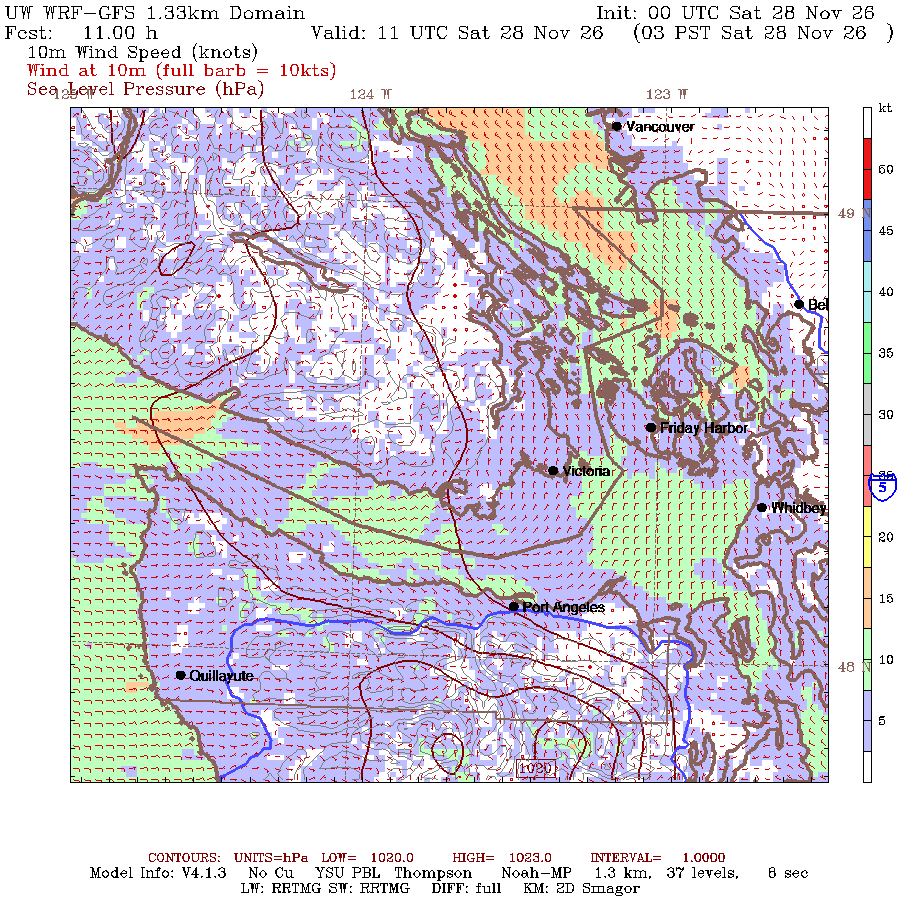 UW WRF-GFS 1.33km Domain Init: 00 UTC Sat 28 Nov 26
Fcst: 11.00 h Valid: 11 UTC Sat 28 Nov 26 (03 PST Sat 28 Nov 26 )
10m Wind Speed (knots)
Wind at 10m (full barb = 10kts)
Sea Level Pressure (hPa)
125 W 124 W 123 W
kt
Vancouver
60
49 N
45
40
Bel
35
30
Friday Harbor
Victoria
25
5
Whidbey
20
15
Port Angeles
10
48 N
Quillayute
5
1020
CONTOURS: UNITS=hPa LOW= 1020.0 HIGH= 1023.0 INTERVAL= 1.0000
Model Info: V4.1.3 No Cu YSU PBL Thompson Noah-MP 1.3 km, 37 levels, 8 sec
LW: RRTMG SW: RRTMG DIFF: full KM: 2D Smagor